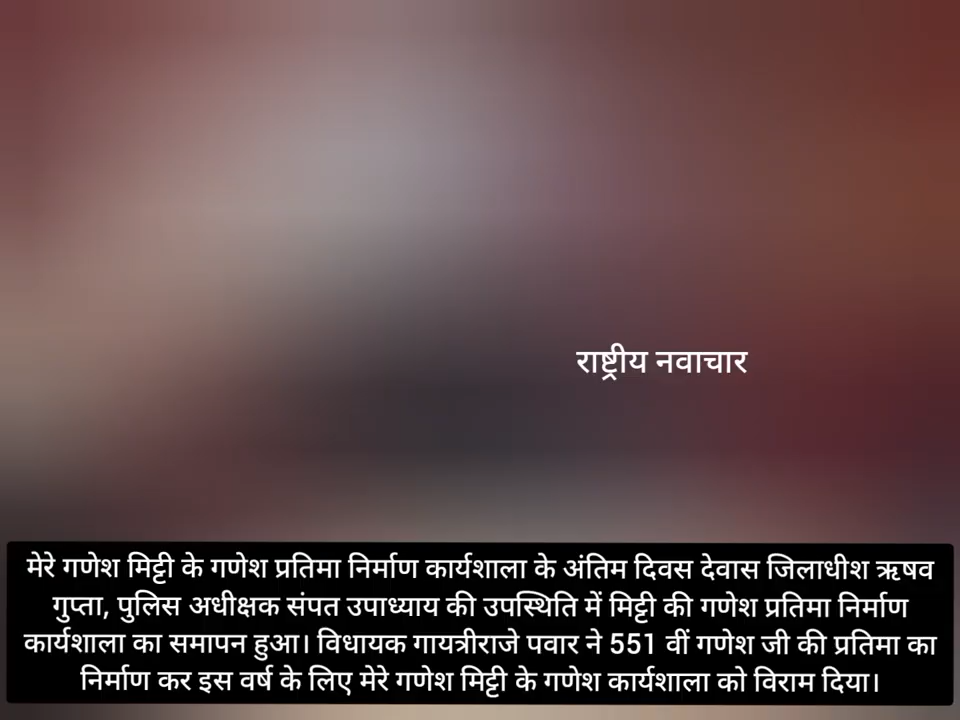 राष्ट्रीय नवाचार
मेरे गणेश मिट्टी के गणेश प्रतिमा निर्माण कार्यशाला के अंतिम दिवस देवास जिलाधीश ऋषव
गुप्ता, पुलिस अधीक्षक संपत उपाध्याय की उपस्थिति में मिट्टी की गणेश प्रतिमा निर्माण
कार्यशाला का समापन हुआ। विधायक गायत्रीराजे पवार ने 551 वीं गणेश जी की प्रतिमा का
निर्माण कर इस वर्ष के लिए मेरे गणेश मिट्टी के गणेश कार्यशाला को विराम दिया।